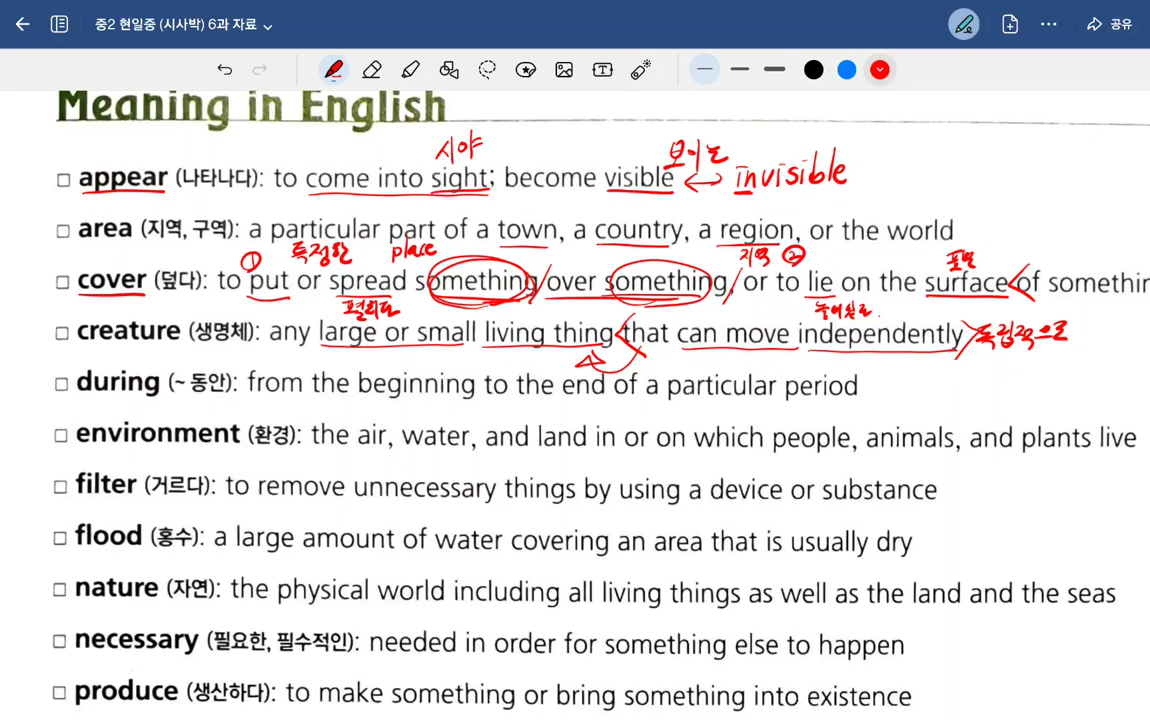 중2 현일중 (시사박) 6과 자료
공유
Meaning in English
시야
보이는
□ appear (나타나다): to come into sight; become visible ↔ invisible
□ area (지역, 구역): a particular part of a town, a country, a region, or the world
특정한 place 지역
① ② 표면
□ cover (덮다): to put or spread something/over something,/or to lie on the surface of somethin
펼치다 놓여있는
□ creature (생명체): any large or small living thing that can move independently 독립적으로
□ during (~ 동안): from the beginning to the end of a particular period
□ environment (환경): the air, water, and land in or on which people, animals, and plants live
□ filter (거르다): to remove unnecessary things by using a device or substance
□ flood (홍수): a large amount of water covering an area that is usually dry
□ nature (자연): the physical world including all living things as well as the land and the seas
□ necessary (필요한, 필수적인): needed in order for something else to happen
□ produce (생산하다): to make something or bring something into existence